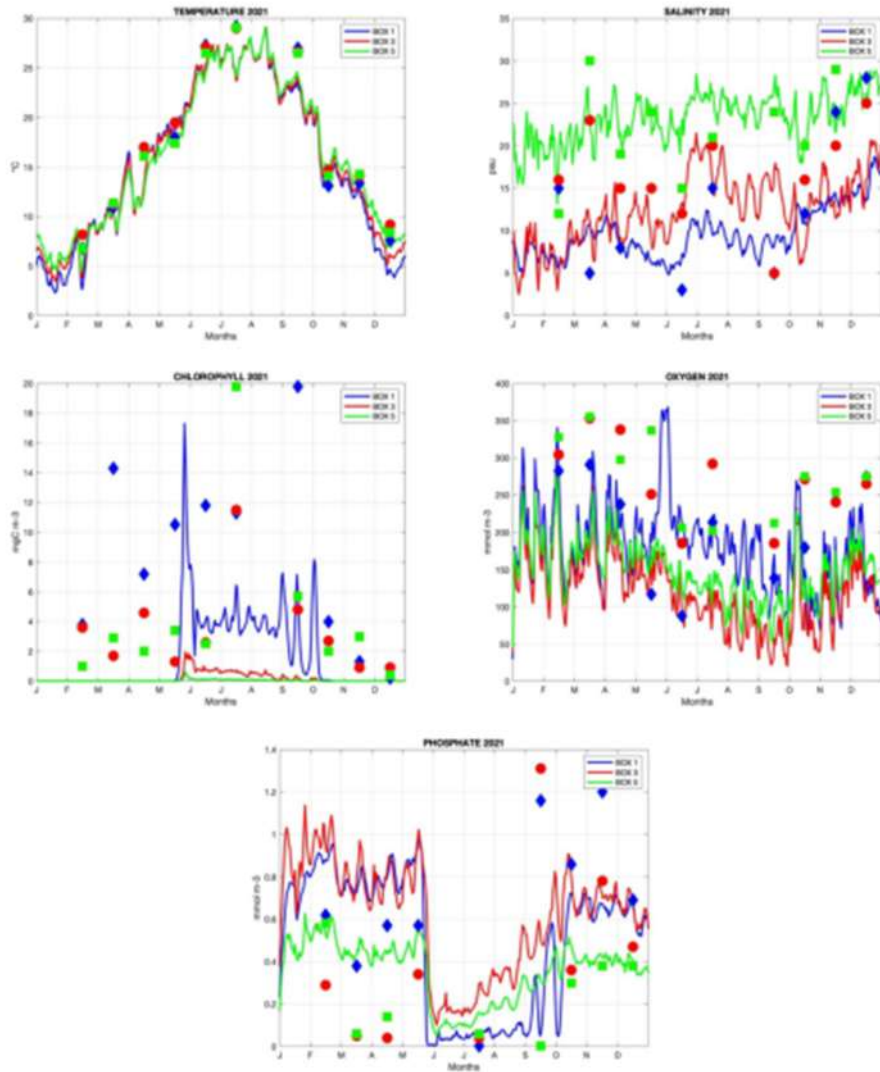 TEMPERATURE 2021
BOX 1
BOX 3
BOX 5
30
25
20
15
10
5
0
°C
J F M A M J J A S O N D
Months
SALINITY 2021
BOX 1
BOX 3
BOX 5
35
30
25
20
15
10
5
0
psu
J F M A M J J A S O N D
Months
CHLOROPHYLL 2021
BOX 1
BOX 3
BOX 5
20
18
16
14
12
10
8
6
4
2
0
mgC m-3
J F M A M J J A S O N D
Months
OXYGEN 2021
BOX 1
BOX 3
BOX 5
400
350
300
250
200
150
100
50
0
mmol m-3
J F M A M J J A S O N D
Months
PHOSPHATE 2021
BOX 1
BOX 3
BOX 5
1.4
1.2
1
0.8
0.6
0.4
0.2
0
mmol m-3
J F M A M J J A S O N D
Months